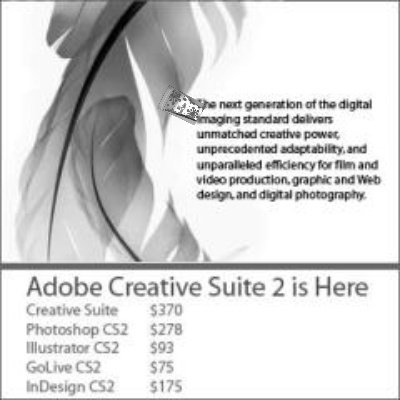 The next generation of the digital
imaging standard delivers
unmatched creative power,
unprecedented adaptability, and
unparalleled efficiency for film and
video production, graphic and Web
design, and digital photography.
Adobe Creative Suite 2 is Here
Creative Suite $370
Photoshop CS2 $278
Illustrator CS2 $93
GoLive CS2 $75
InDesign CS2 $175